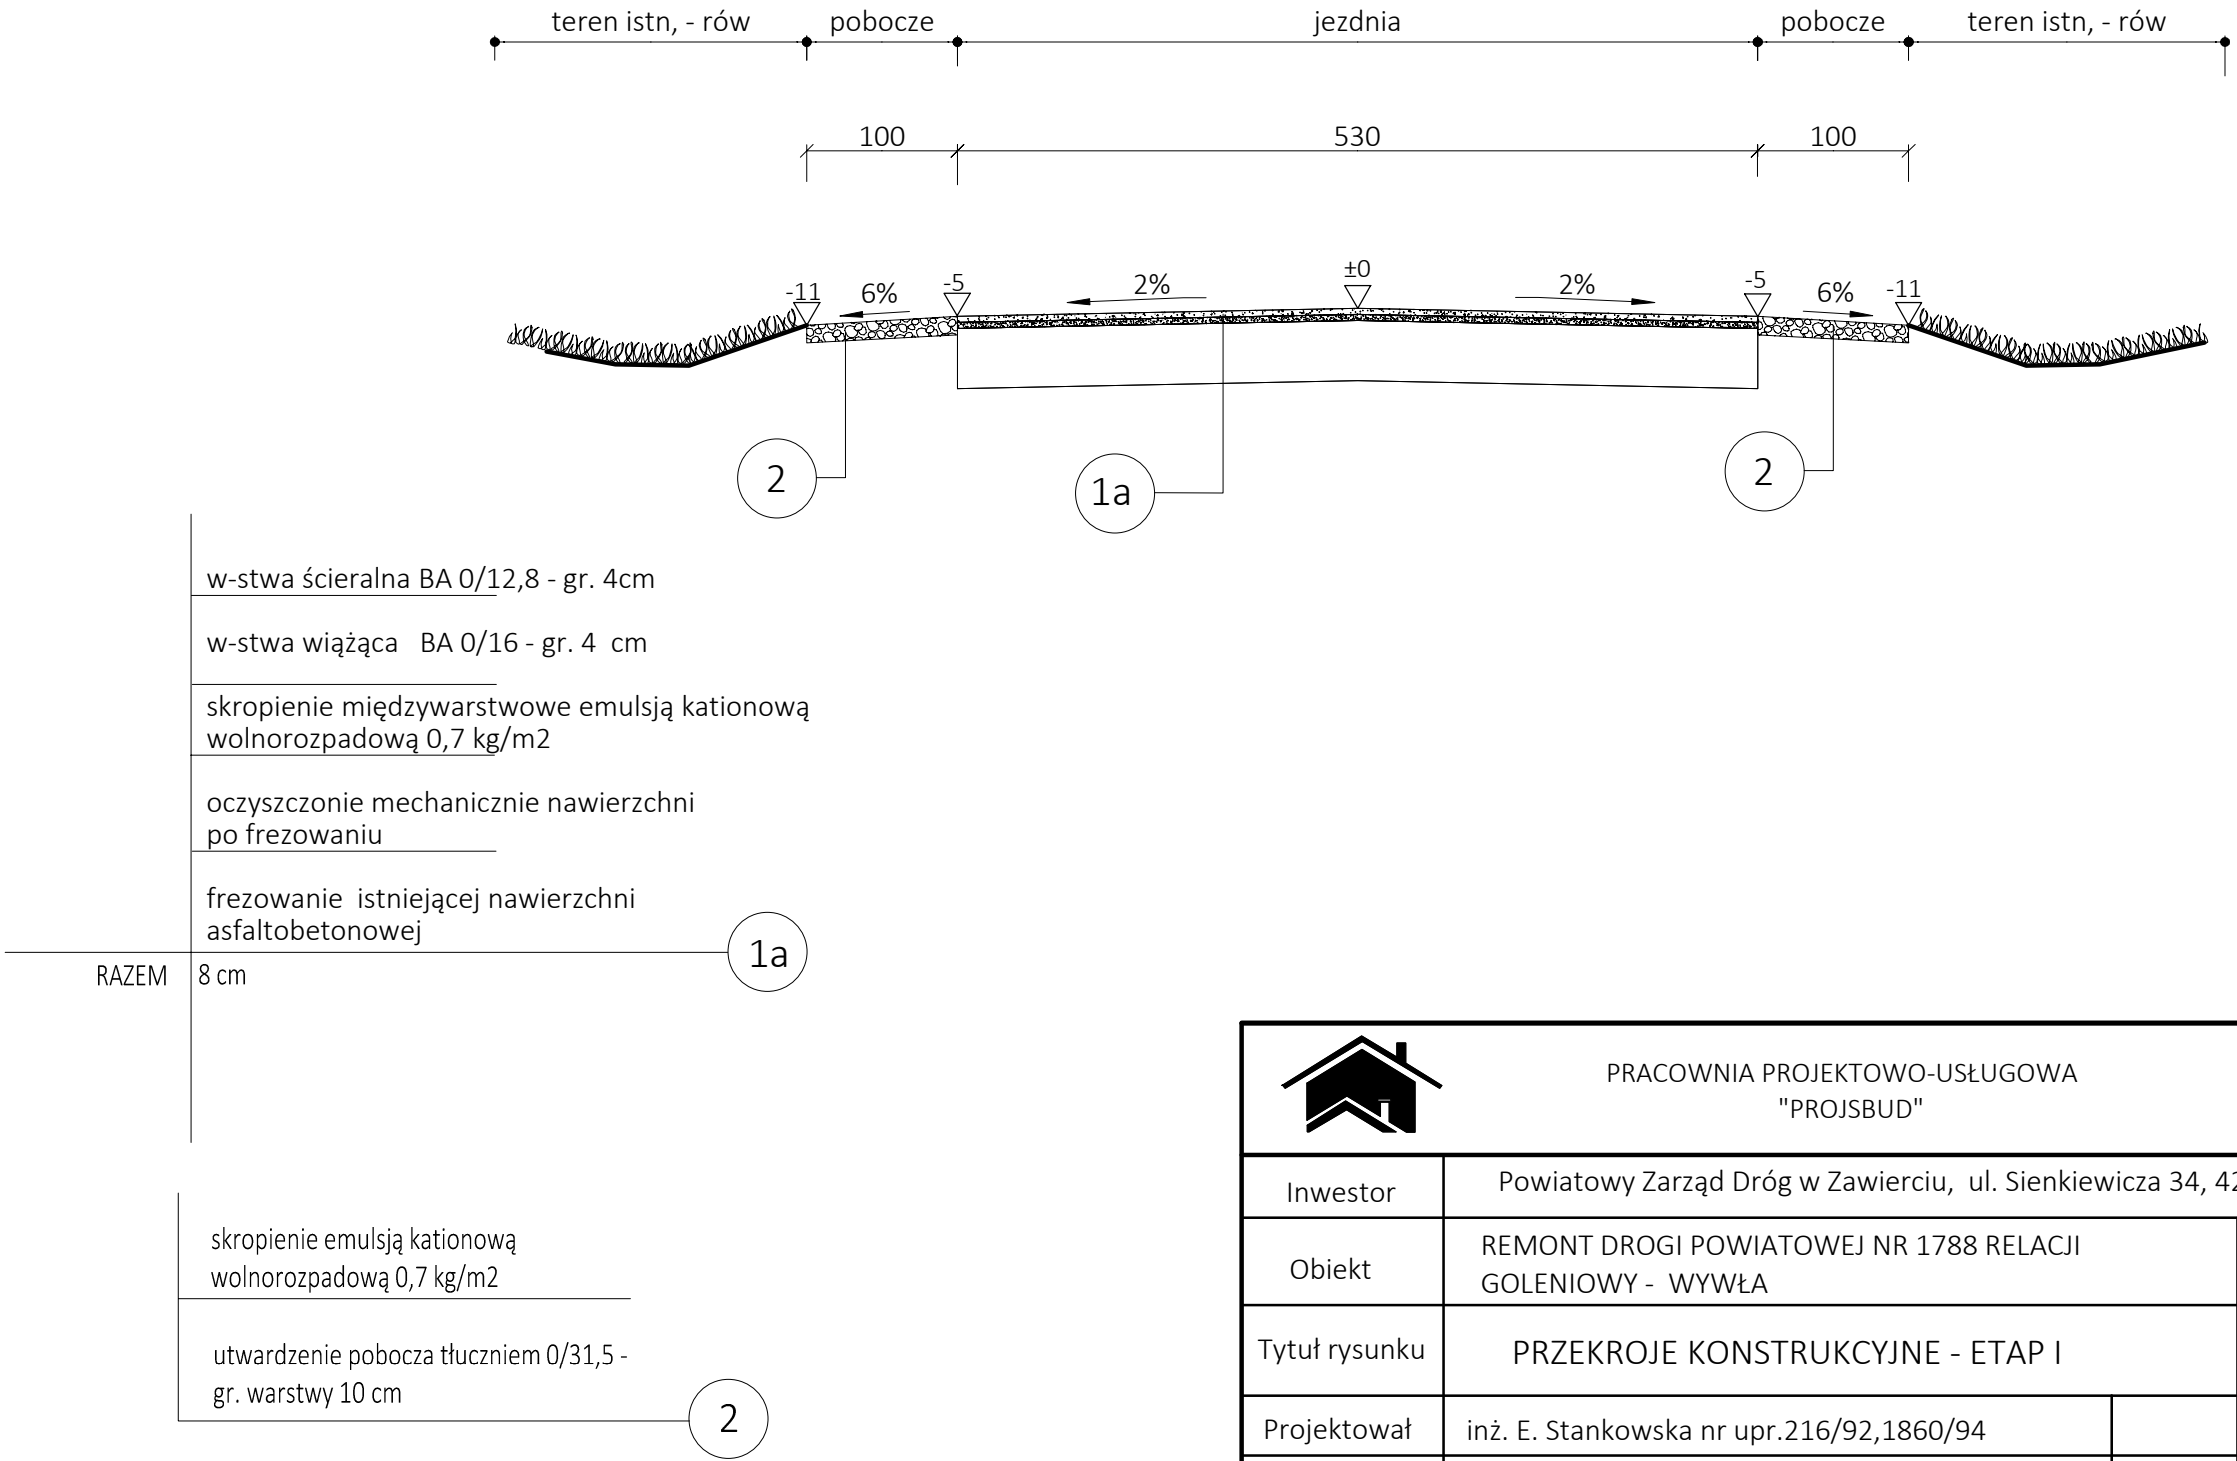 teren istn, - rów pobocze jezdnia pobocze teren istn, - rów
100 530 100
-11 6% -5 2% ±0 2% -5 6% -11
2 1a 2
w-stwa ścieralna BA 0/12,8 - gr. 4cm
w-stwa wiążąca BA 0/16 - gr. 4 cm
skropienie międzywarstwowe emulsją kationową
wolnorozpadową 0,7 kg/m2
oczyszczonie mechanicznie nawierzchni
po frezowaniu
frezowanie istniejącej nawierzchni
asfaltobetonowej
1a
RAZEM 8 cm
skropienie emulsją kationową
wolnorozpadową 0,7 kg/m2
utwardzenie pobocza tłuczniem 0/31,5 -
gr. warstwy 10 cm
2
PRACOWNIA PROJEKTOWO-USŁUGOWA
"PROJSBUD"
Inwestor Powiatowy Zarząd Dróg w Zawierciu, ul. Sienkiewicza 34, 42
Obiekt REMONT DROGI POWIATOWEJ NR 1788 RELACJI
GOLENIOWY - WYWŁA
Tytuł rysunku PRZEKROJE KONSTRUKCYJNE - ETAP I
Projektował inż. E. Stankowska nr upr.216/92,1860/94